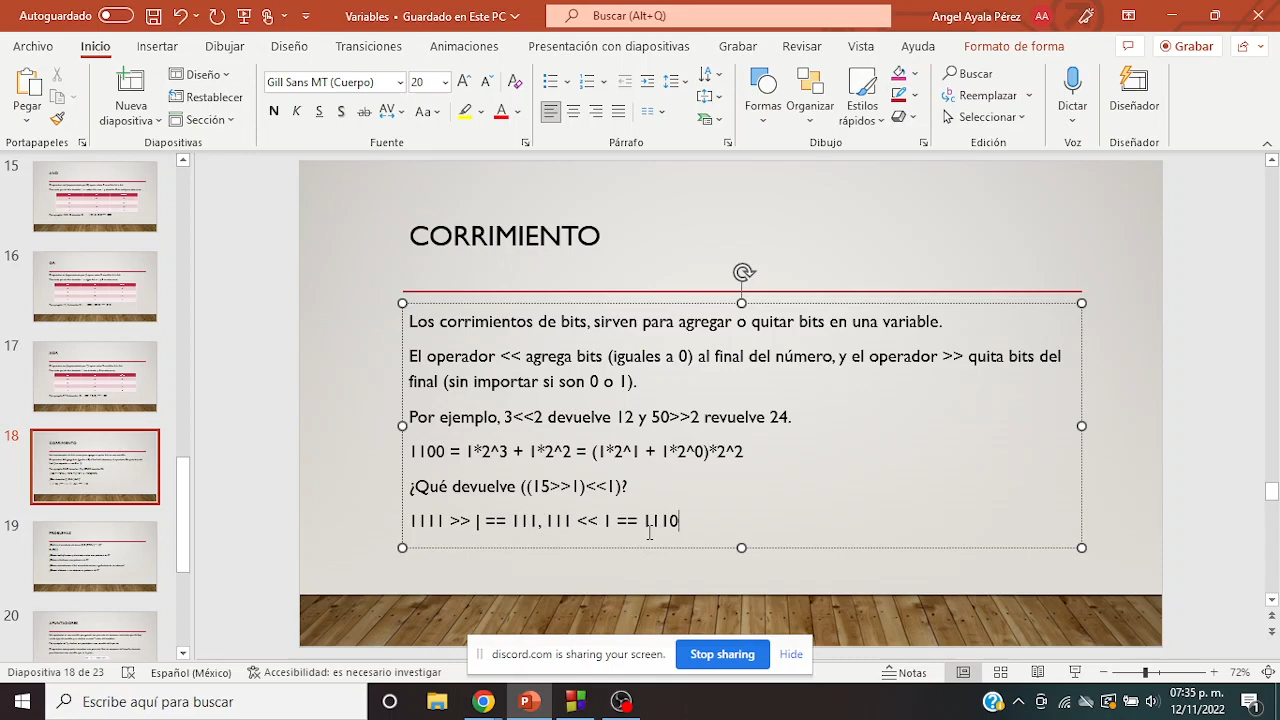 Autoguardado
Variables • Guardado en Este PC
Buscar (Alt+Q)
Angel Ayala Pérez
AA
Archivo
Inicio
Insertar
Dibujar
Diseño
Transiciones
Animaciones
Presentación con diapositivas
Grabar
Revisar
Vista
Ayuda
Formato de forma
Grabar
Pegar
Nueva diapositiva
Diseño
Restablecer
Sección
Gill Sans MT (Cuerpo)
20
N K S S ab AV Aa A
Formas
Organizar
Estilos rápidos
Buscar
Reemplazar
Seleccionar
Dictar
Diseñador
Portapapeles
Diapositivas
Fuente
Párrafo
Dibujo
Edición
Voz
Diseñador
15
16
17
18
19
20
CORRIMIENTO
Los corrimientos de bits, sirven para agregar o quitar bits en una variable.
El operador << agrega bits (iguales a 0) al final del número, y el operador >> quita bits del
final (sin importar si son 0 o 1).
Por ejemplo, 3<<2 devuelve 12 y 50>>2 revuelve 24.
1100 = 1*2^3 + 1*2^2 = (1*2^1 + 1*2^0)*2^2
¿Qué devuelve ((15>>1)<<1)?
1111 >> 1 == 111, 111 << 1 == 1110
discord.com is sharing your screen.
Stop sharing
Hide
Diapositiva 18 de 23
Español (México)
Accesibilidad: es necesario investigar
Notas
72%
Escribe aquí para buscar
07:35 p. m.
12/11/2022